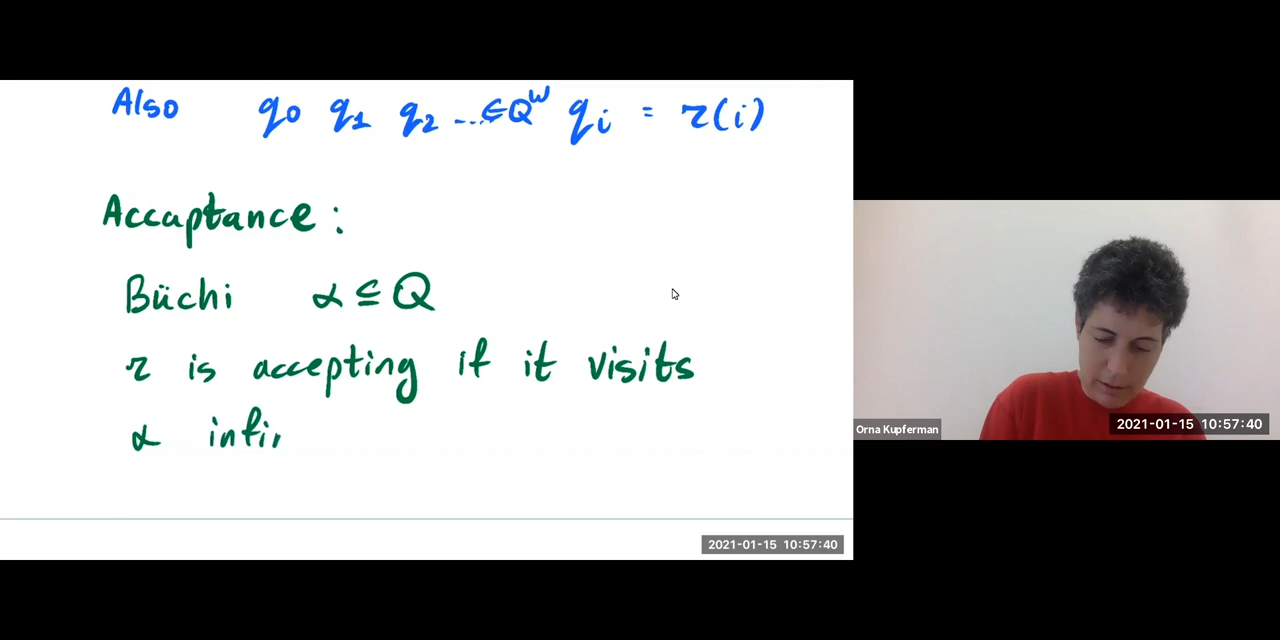 Also q0 q1 q2 ...∈Q^ω qi = r(i)
Accaptance:
Büchi α ⊆ Q
r is accepting if it visits
α infin
2021-01-15 10:57:40
Orna Kupferman
2021-01-15 10:57:40